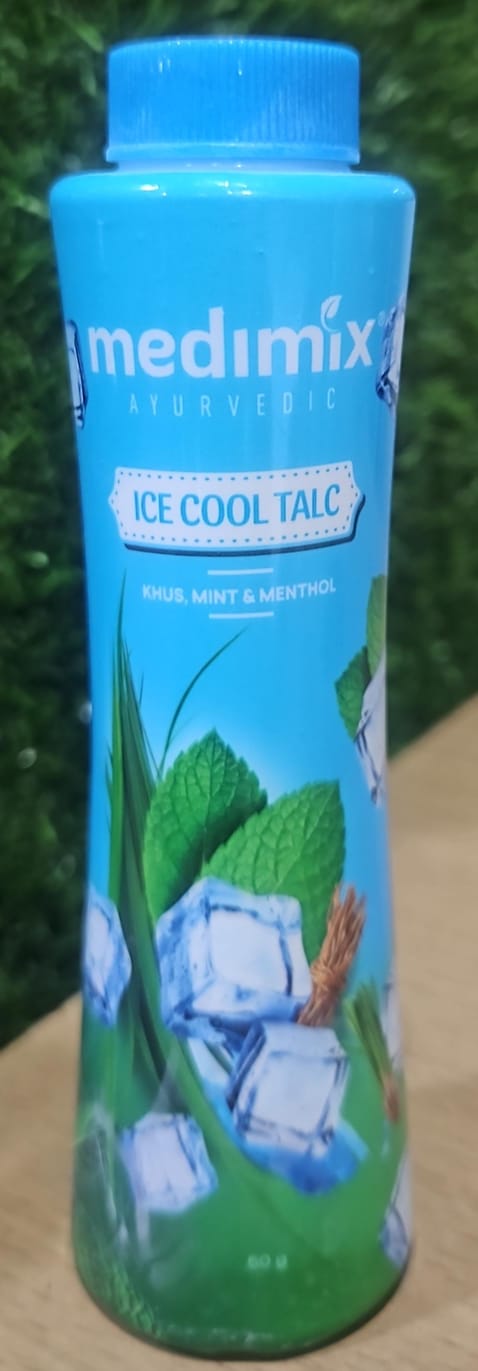 medimix®
AYURVEDIC
ICE COOL TALC
KHUS, MINT & MENTHOL